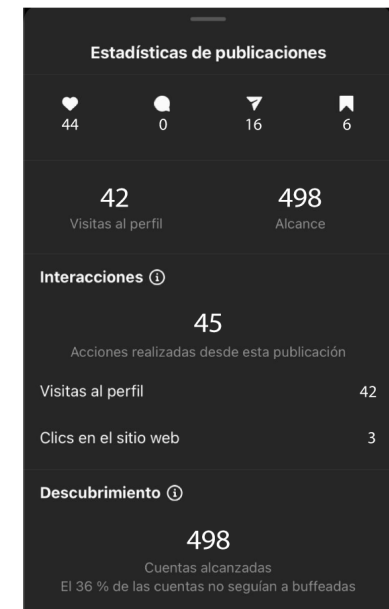 Estadísticas de publicaciones
44 0 16 6
42 498
Visitas al perfil Alcance
Interacciones
45
Acciones realizadas desde esta publicación
Visitas al perfil 42
Clics en el sitio web 3
Descubrimiento
498
Cuentas alcanzadas
El 36 % de las cuentas no seguían a buffeadas